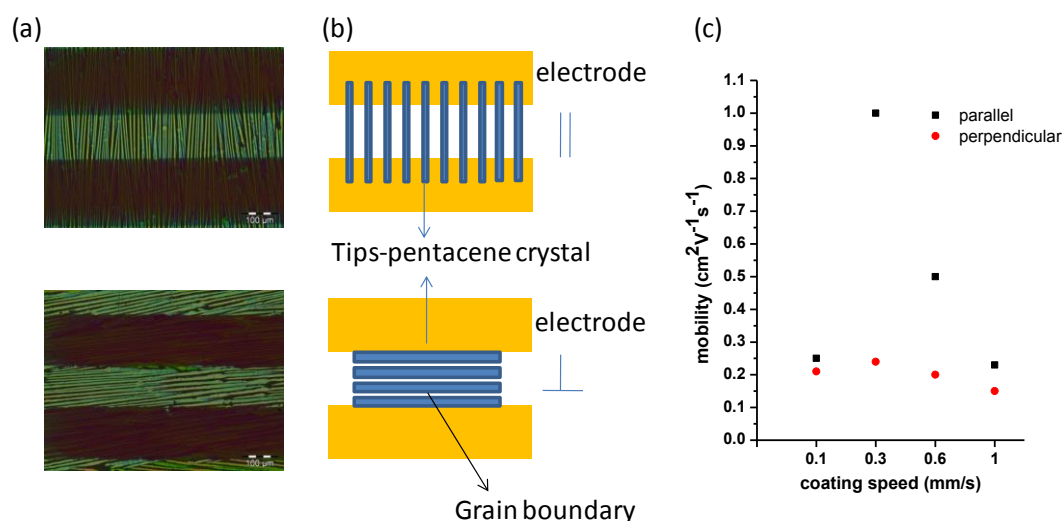 (a)
(b)
(c)
100 µm
100 µm
electrode
Tips-pentacene crystal
electrode
Grain boundary
1.1
1.0
0.9
0.8
0.7
0.6
0.5
0.4
0.3
0.2
0.1
0.0
mobility (cm²V⁻¹s⁻¹)
parallel
perpendicular
0.1 0.3 0.6 1
coating speed (mm/s)